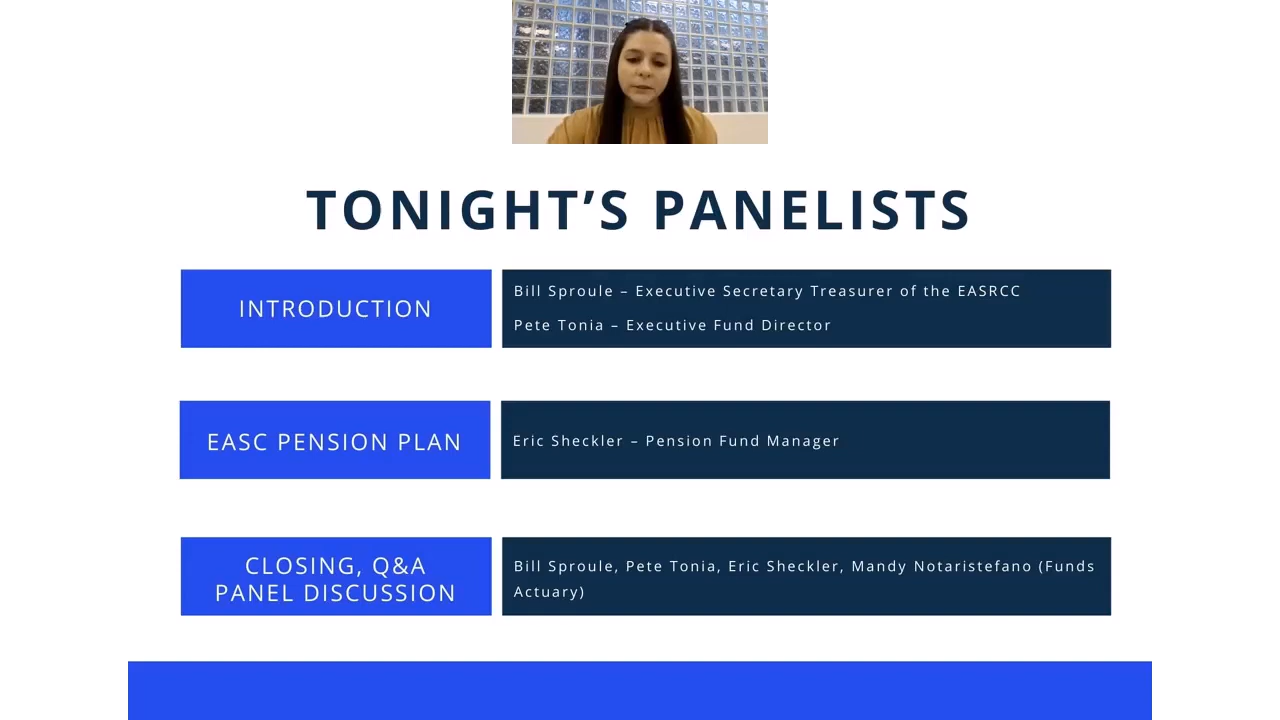 TONIGHT’S PANELISTS
INTRODUCTION
Bill Sproule – Executive Secretary Treasurer of the EASRCC
Pete Tonia – Executive Fund Director
EASC PENSION PLAN
Eric Sheckler – Pension Fund Manager
CLOSING, Q&A
PANEL DISCUSSION
Bill Sproule, Pete Tonia, Eric Sheckler, Mandy Notaristefano (Funds
Actuary)